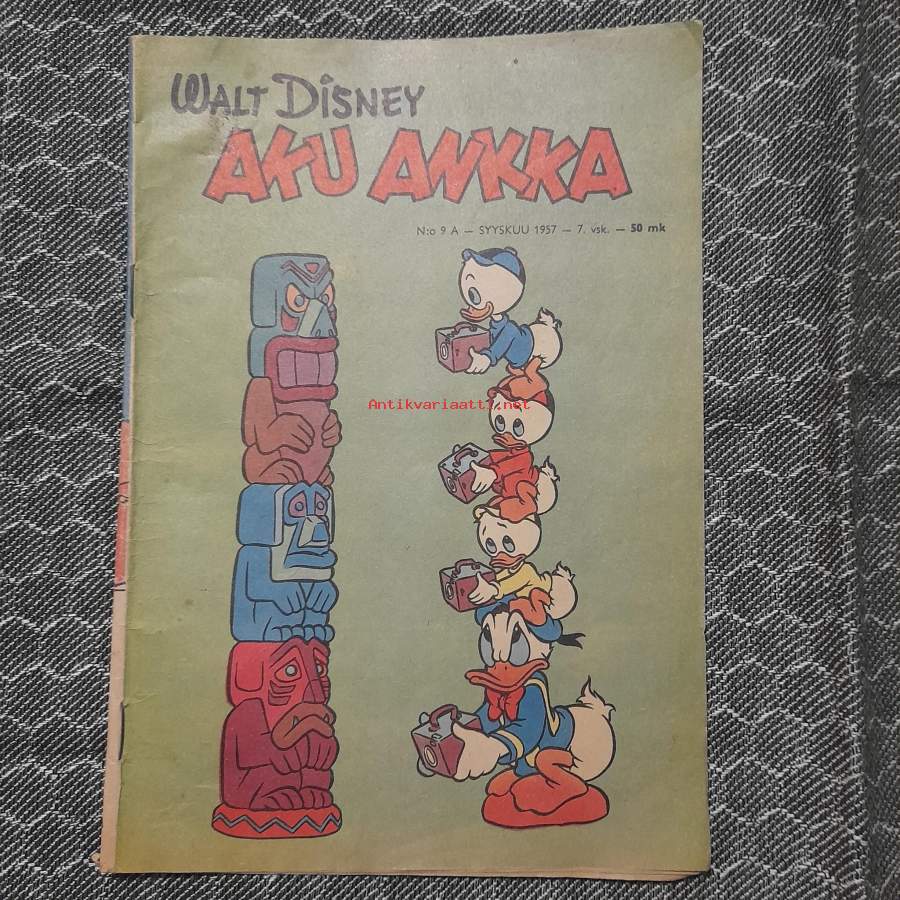 WALT DISNEY
AKU ANKKA
N:o 9 A — SYYSKUU 1957 — 7. vsk. — 50 mk
Antikvariaatti.net